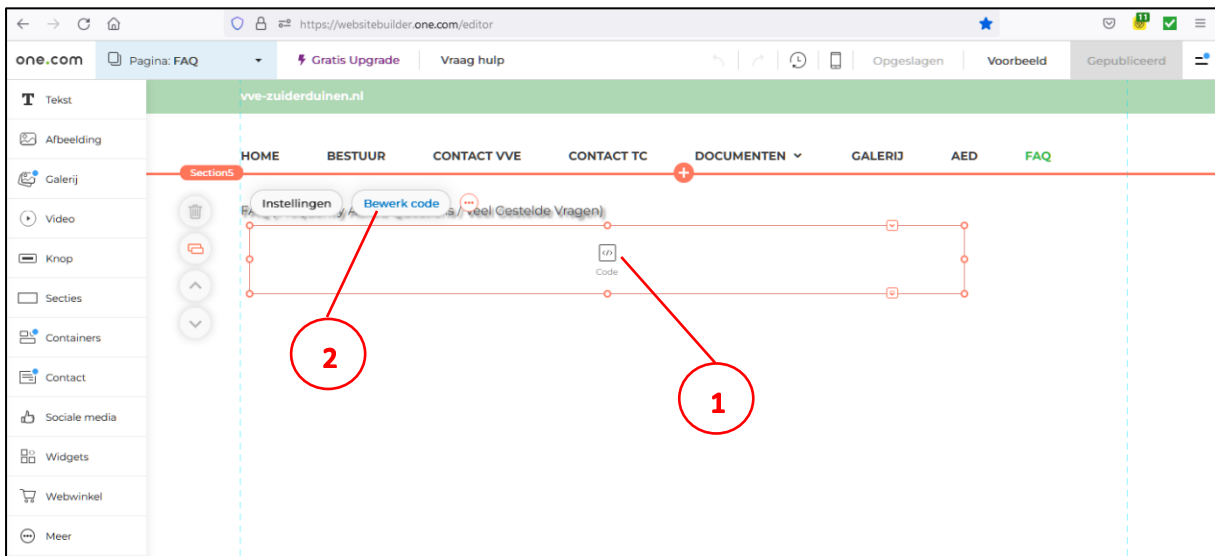 https://websitebuilder.one.com/editor
11
one.com
Pagina: FAQ
Gratis Upgrade
Vraag hulp
Opgeslagen
Voorbeeld
Gepubliceerd
Tekst
vve-zuiderduinen.nl
Afbeelding
HOME BESTUUR CONTACT VVE CONTACT TC DOCUMENTEN GALERIJ AED FAQ
Section5
Galerij
Instellingen
Bewerk code
/ Veel Gestelde Vragen)
Video
Code
Knop
Secties
Containers
2
Contact
1
Sociale media
Widgets
Webwinkel
Meer